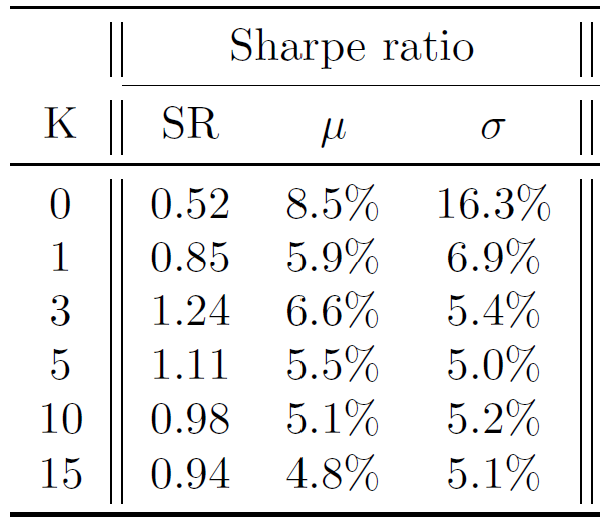 Sharpe ratio
K SR μ σ
0 0.52 8.5% 16.3%
1 0.85 5.9% 6.9%
3 1.24 6.6% 5.4%
5 1.11 5.5% 5.0%
10 0.98 5.1% 5.2%
15 0.94 4.8% 5.1%